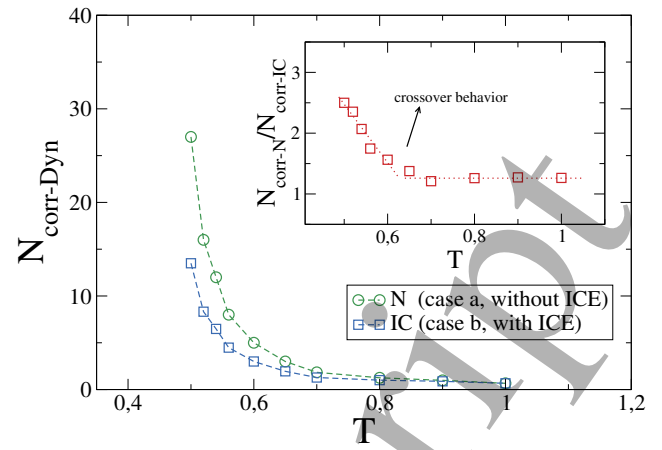 40
30
20
10
0
N_corr-Dyn
0,4
0,6
0,8
1
1,2
T
3
2
1
N_corr-N/N_corr-IC
crossover behavior
0,6
0,8
1
T
N (case a, without ICE)
IC (case b, with ICE)
ript